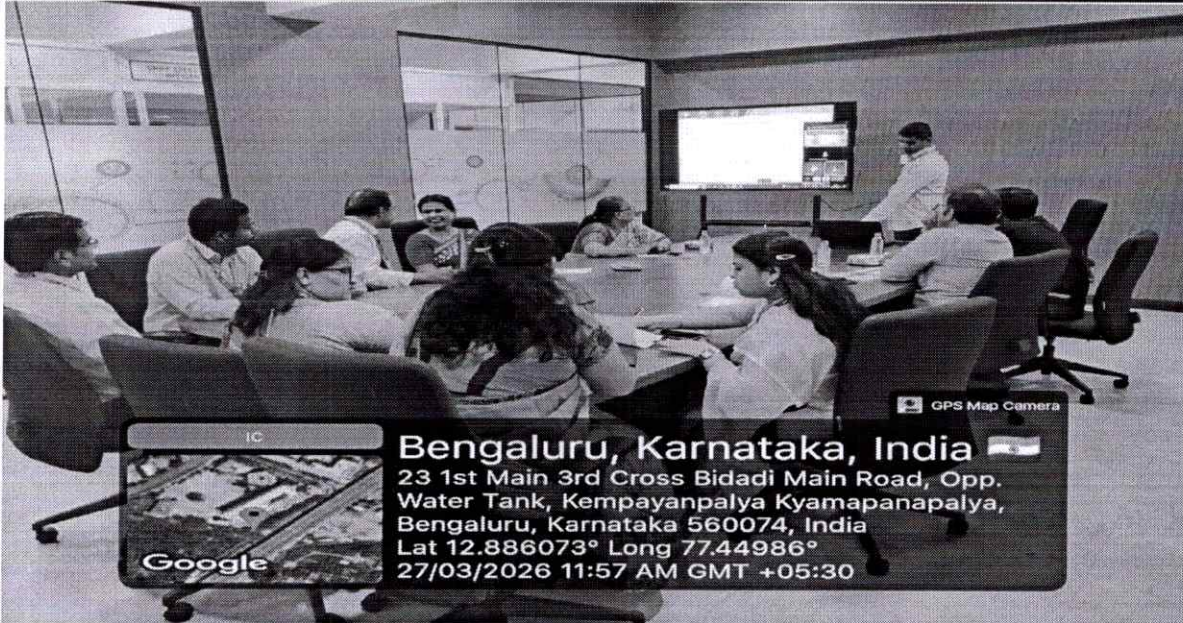 GPS Map Camera
IC
Bengaluru, Karnataka, India
23 1st Main 3rd Cross Bidadi Main Road, Opp.
Water Tank, Kempayanpalya Kyamapanapalya,
Bengaluru, Karnataka 560074, India
Lat 12.886073° Long 77.44986°
27/03/2026 11:57 AM GMT +05:30
Google